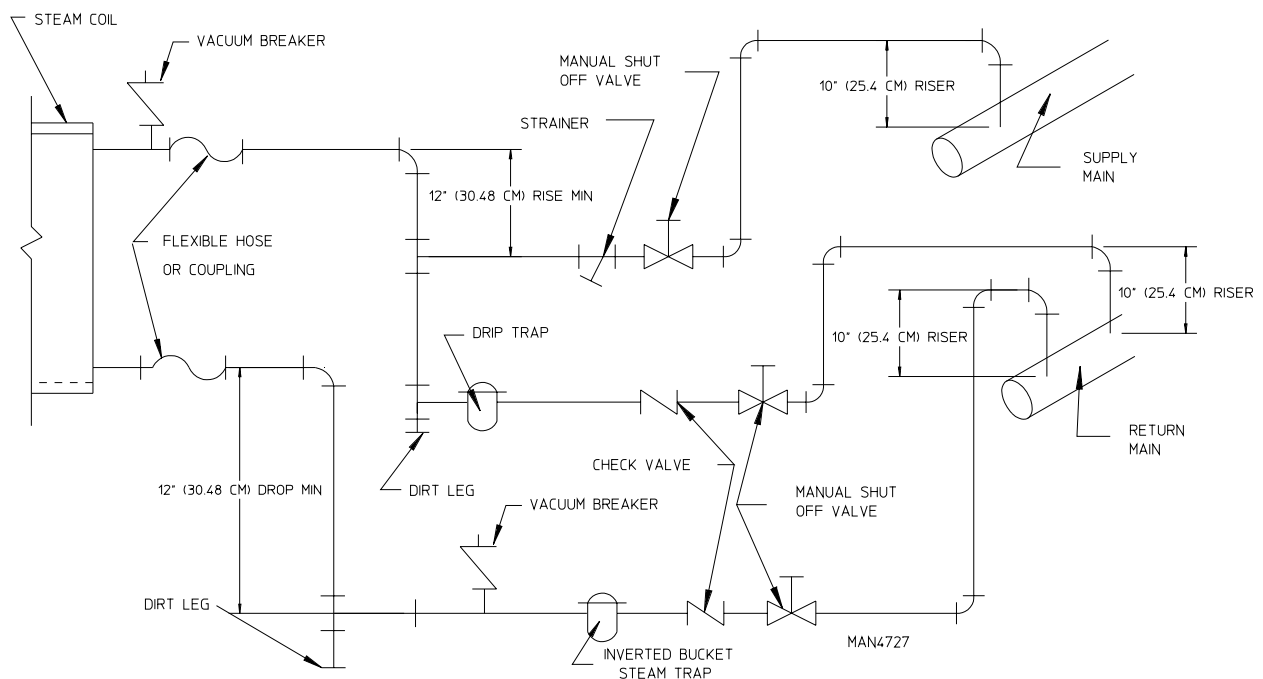 STEAM COIL
VACUUM BREAKER
MANUAL SHUT
OFF VALVE
10" (25.4 CM) RISER
STRAINER
SUPPLY
MAIN
12" (30.48 CM) RISE MIN
FLEXIBLE HOSE
OR COUPLING
10" (25.4 CM) RISER
DRIP TRAP
10" (25.4 CM) RISER
RETURN
MAIN
CHECK VALVE
12" (30.48 CM) DROP MIN
DIRT LEG
MANUAL SHUT
OFF VALVE
VACUUM BREAKER
DIRT LEG
MAN4727
INVERTED BUCKET
STEAM TRAP